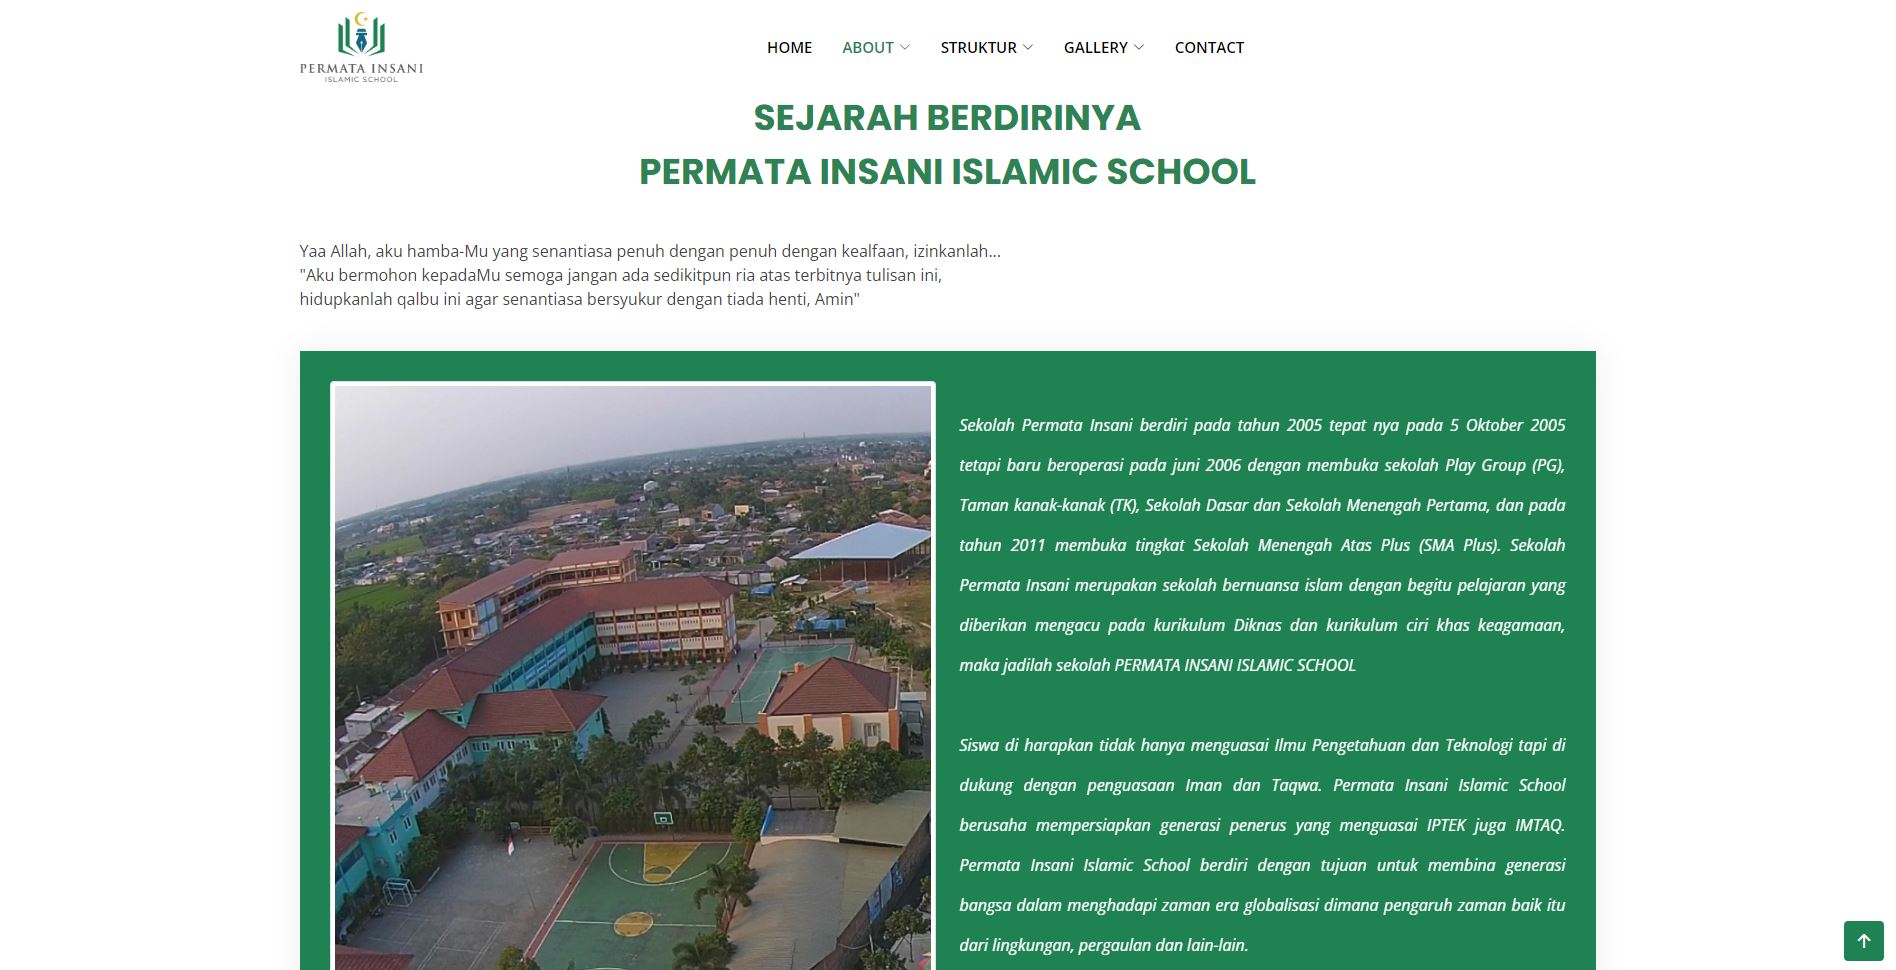 PERMATA INSANI
ISLAMIC SCHOOL
HOME ABOUT STRUKTUR GALLERY CONTACT
SEJARAH BERDIRINYA
PERMATA INSANI ISLAMIC SCHOOL
Yaa Allah, aku hamba-Mu yang senantiasa penuh dengan penuh dengan kealfaan, izinkanlah...
"Aku bermohon kepadaMu semoga jangan ada sedikitpun ria atas terbitnya tulisan ini,
hidupkanlah qalbu ini agar senantiasa bersyukur dengan tiada henti, Amin"
Sekolah Permata Insani berdiri pada tahun 2005 tepat nya pada 5 Oktober 2005
tetapi baru beroperasi pada juni 2006 dengan membuka sekolah Play Group (PG),
Taman kanak-kanak (TK), Sekolah Dasar dan Sekolah Menengah Pertama, dan pada
tahun 2011 membuka tingkat Sekolah Menengah Atas Plus (SMA Plus). Sekolah
Permata Insani merupakan sekolah bernuansa islam dengan begitu pelajaran yang
diberikan mengacu pada kurikulum Diknas dan kurikulum ciri khas keagamaan,
maka jadilah sekolah PERMATA INSANI ISLAMIC SCHOOL
Siswa di harapkan tidak hanya menguasai Ilmu Pengetahuan dan Teknologi tapi di
dukung dengan penguasaan Iman dan Taqwa. Permata Insani Islamic School
berusaha mempersiapkan generasi penerus yang menguasai IPTEK juga IMTAQ.
Permata Insani Islamic School berdiri dengan tujuan untuk membina generasi
bangsa dalam menghadapi zaman era globalisasi dimana pengaruh zaman baik itu
dari lingkungan, pergaulan dan lain-lain.